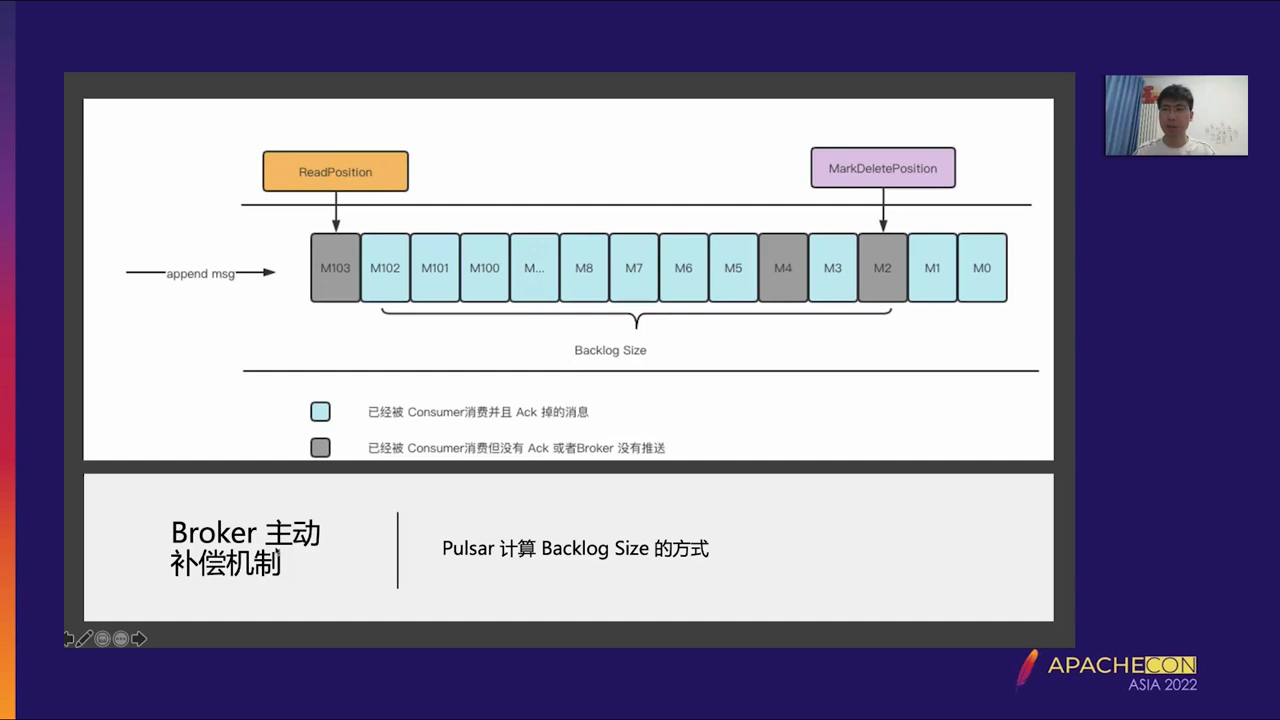 ReadPosition
MarkDeletePosition
append msg
M103 M102 M101 M100 M... M8 M7 M6 M5 M4 M3 M2 M1 M0
Backlog Size
已经被 Consumer消费并且 Ack 掉的消息
已经被 Consumer消费但没有 Ack 或者Broker 没有推送
Broker 主动
补偿机制
Pulsar 计算 Backlog Size 的方式
APACHECON
ASIA 2022